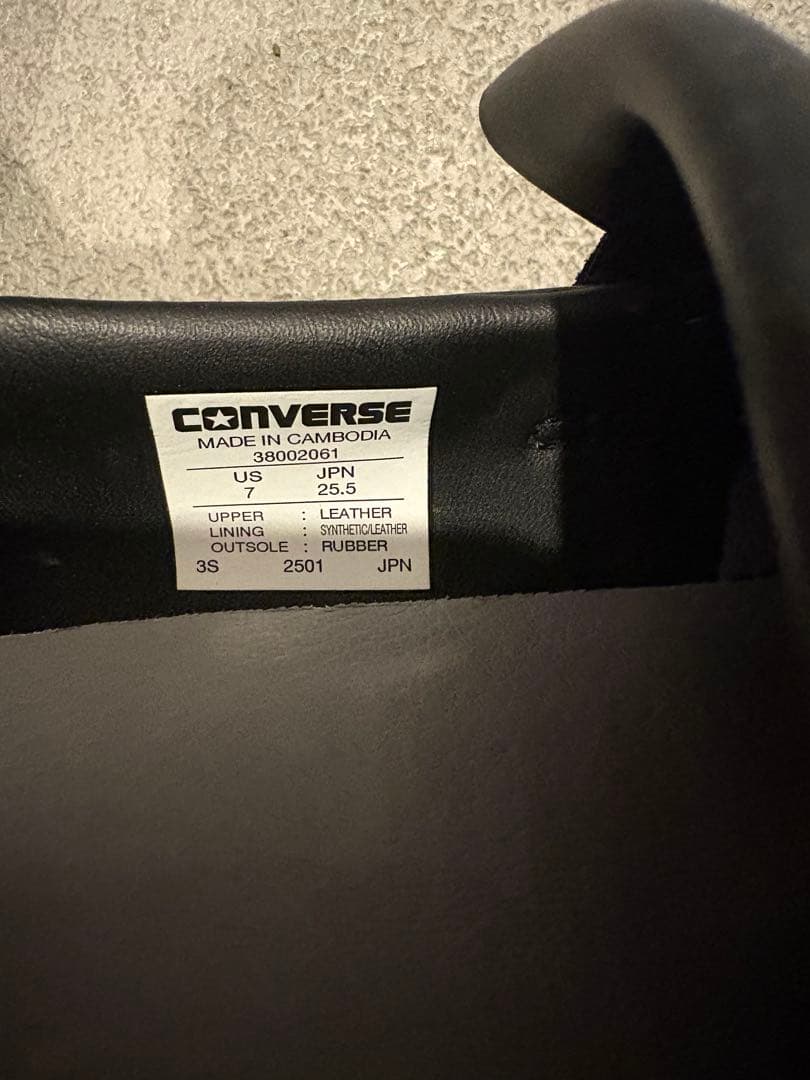 CONVERSE
MADE IN CAMBODIA
38002061
US JPN
7 25.5
UPPER : LEATHER
LINING : SYNTHETIC/LEATHER
OUTSOLE : RUBBER
3S 2501 JPN